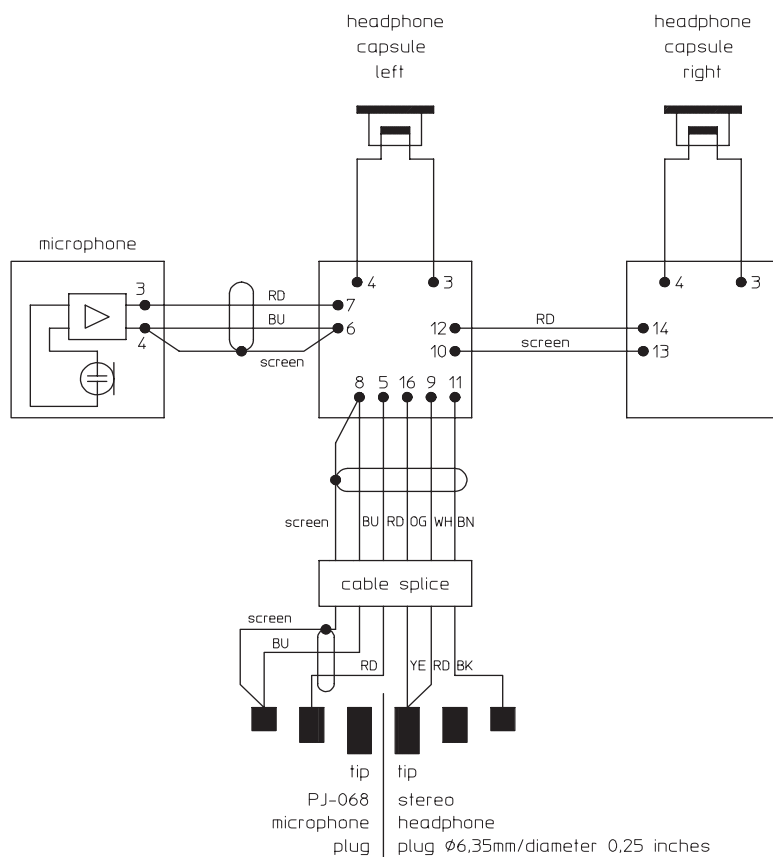 headphone
capsule
left
headphone
capsule
right
microphone
3
4
RD
BU
screen
7
6
4
3
12
10
RD
screen
14
13
4
3
8 5 16 9 11
screen
BU RD OG WH BN
cable splice
screen
BU
RD YE RD BK
tip
PJ-068
microphone
plug
tip
stereo
headphone
plug Ø6,35mm/diameter 0,25 inches